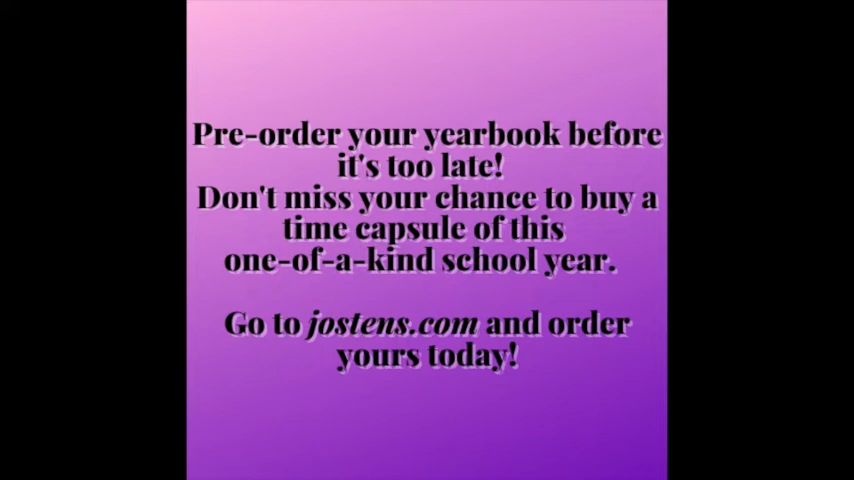 Pre-order your yearbook before
it's too late!
Don't miss your chance to buy a
time capsule of this
one-of-a-kind school year.
Go to jostens.com and order
yours today!